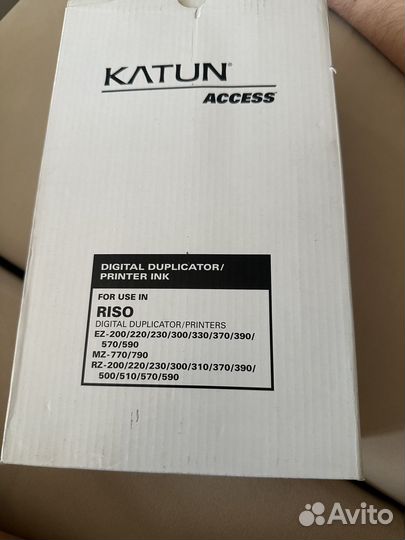 KATUN®
ACCESS
DIGITAL DUPLICATOR/
PRINTER INK
FOR USE IN
RISO
DIGITAL DUPLICATOR/PRINTERS
EZ-200/220/230/300/330/370/390/
570/590
MZ-770/790
RZ-200/220/230/300/310/370/390/
500/510/570/590
Avito